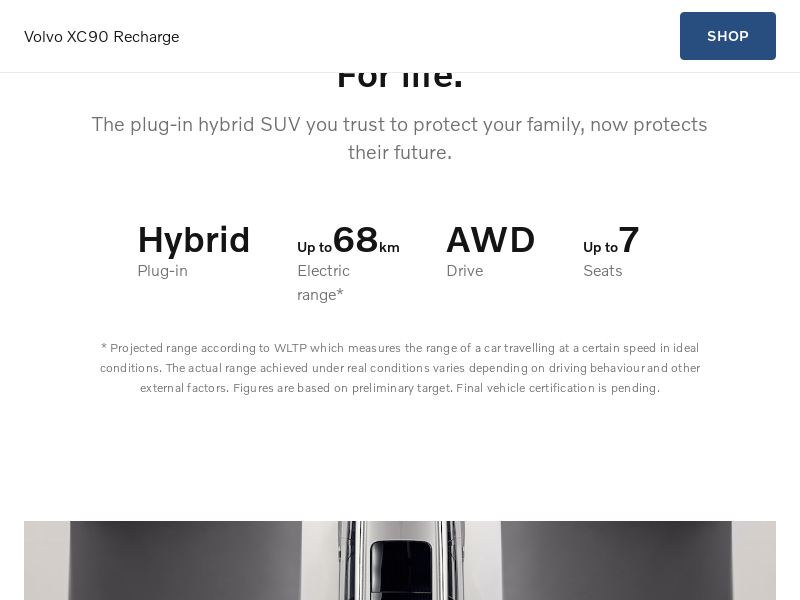 Volvo XC90 Recharge
SHOP
For life.
The plug-in hybrid SUV you trust to protect your family, now protects
their future.
Hybrid
Plug-in
Up to 68 km
Electric
range*
AWD
Drive
Up to 7
Seats
* Projected range according to WLTP which measures the range of a car travelling at a certain speed in ideal
conditions. The actual range achieved under real conditions varies depending on driving behaviour and other
external factors. Figures are based on preliminary target. Final vehicle certification is pending.